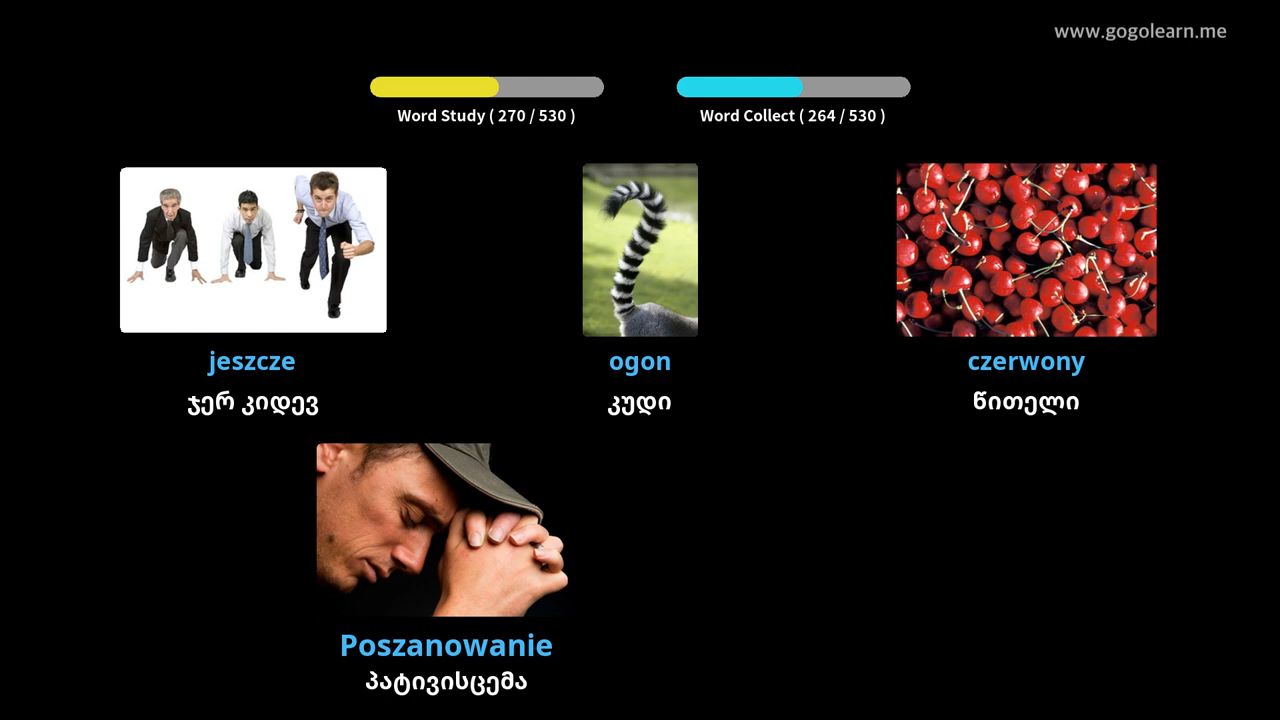 www.gogolearn.me
Word Study ( 270 / 530 )
Word Collect ( 264 / 530 )
jeszcze
ჯერ კიდევ
ogon
კუდი
czerwony
წითელი
Poszanowanie
პატივისცემა